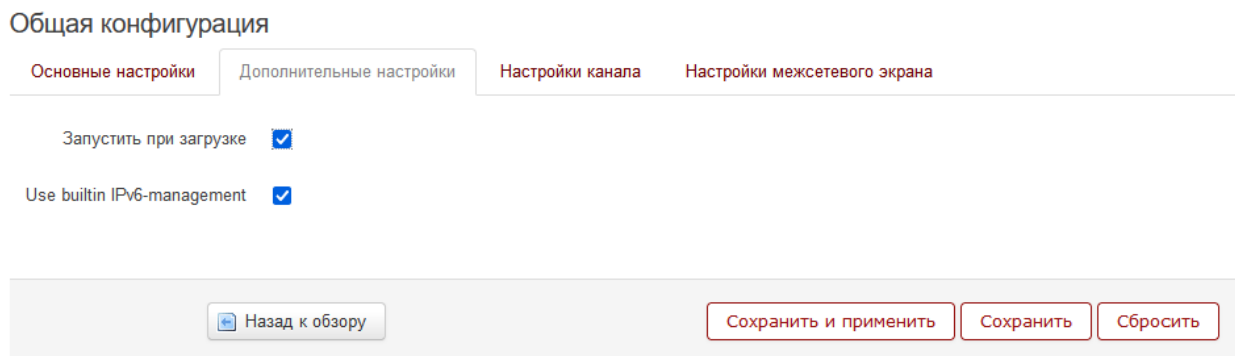 Общая конфигурация
Основные настройки Дополнительные настройки Настройки канала Настройки межсетевого экрана
Запустить при загрузке
Use builtin IPv6-management
Назад к обзору Сохранить и применить Сохранить Сбросить